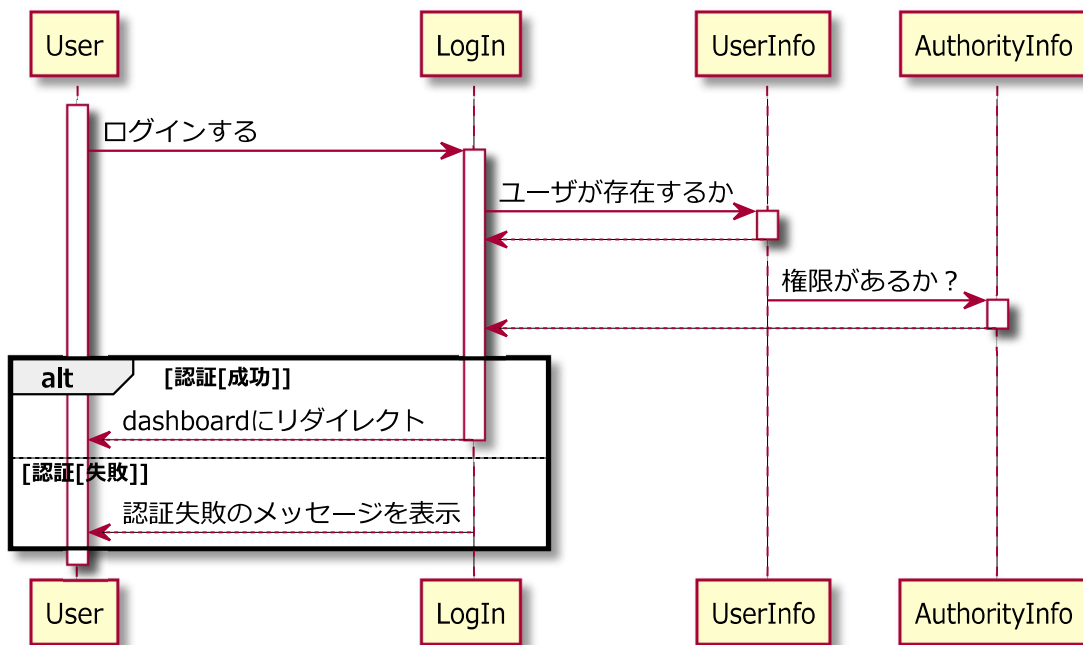 User
LogIn
UserInfo
AuthorityInfo
ログインする
ユーザが存在するか
権限があるか？
alt
[認証[成功]]
dashboardにリダイレクト
[認証[失敗]]
認証失敗のメッセージを表示
User
LogIn
UserInfo
AuthorityInfo